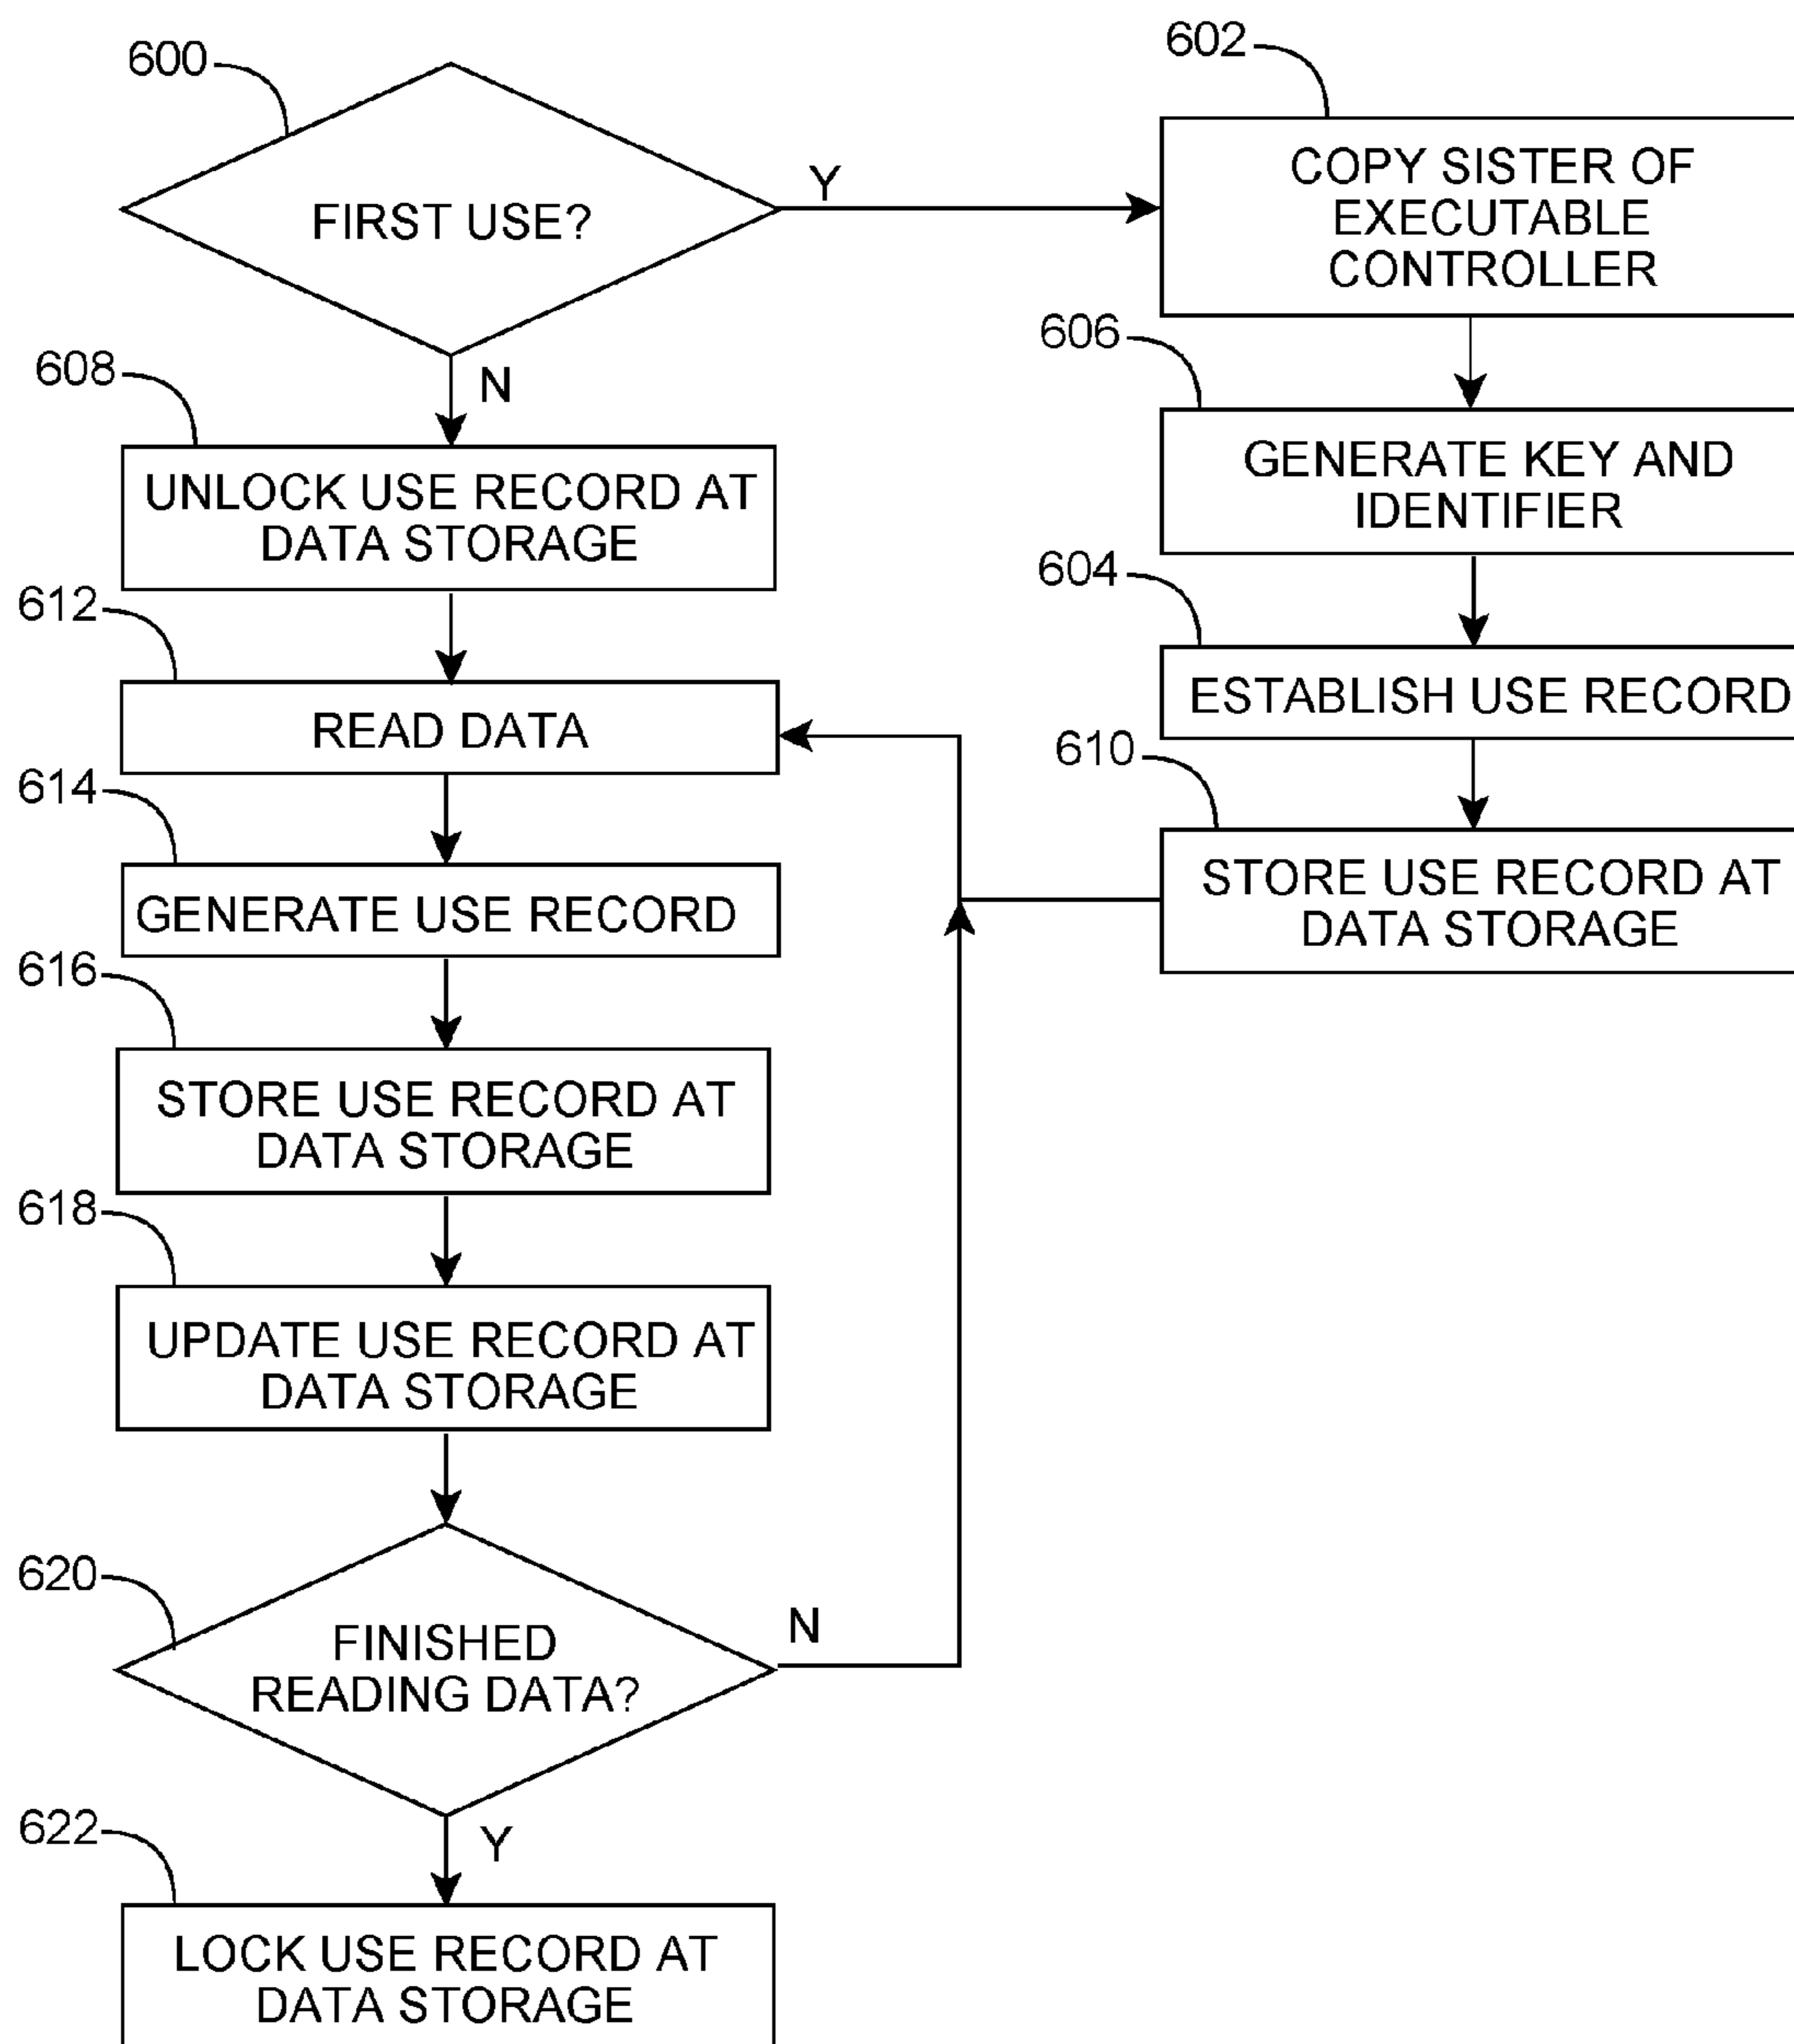 600
FIRST USE?
Y
N
602
COPY SISTER OF
EXECUTABLE
CONTROLLER
606
GENERATE KEY AND
IDENTIFIER
604
ESTABLISH USE RECORD
610
STORE USE RECORD AT
DATA STORAGE
608
UNLOCK USE RECORD AT
DATA STORAGE
612
READ DATA
614
GENERATE USE RECORD
616
STORE USE RECORD AT
DATA STORAGE
618
UPDATE USE RECORD AT
DATA STORAGE
620
FINISHED
READING DATA?
N
Y
622
LOCK USE RECORD AT
DATA STORAGE